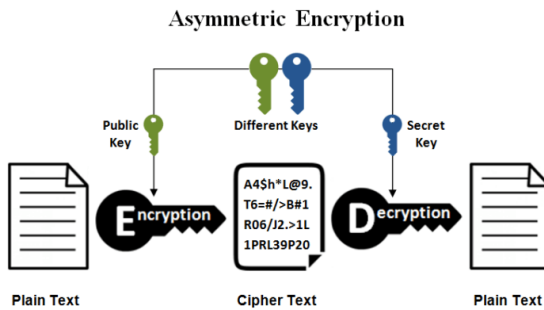 Asymmetric Encryption
Public
Key
Different Keys
Secret
Key
Encryption
A4$h*L@9.
T6=#/>B#1
R06/J2.>1L
1PRL39P20
Decryption
Plain Text
Cipher Text
Plain Text